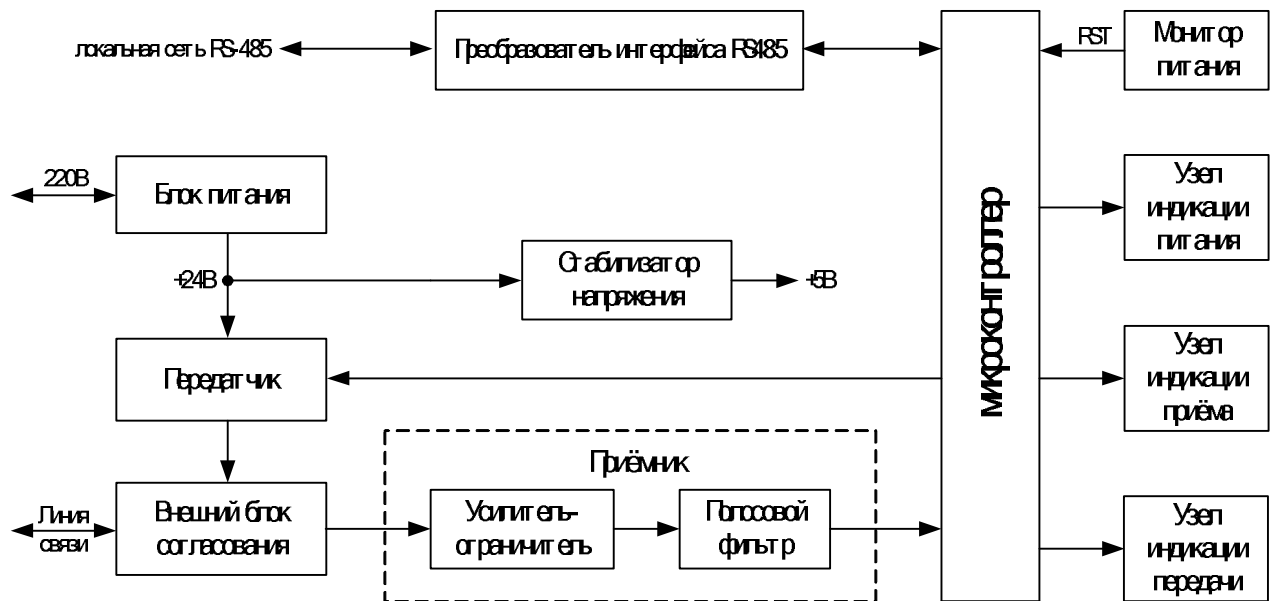 локальная сеть RS-485
Преобразователь интерфейса RS485
RST
Монитор
питания
220В
Блок питания
Узел
индикации
питания
+24В
Стабилизатор
напряжения
+5В
микроконтроллер
Передатчик
Узел
индикации
приёма
Приёмник
Линия
связи
Внешний блок
согласования
Усилитель-
ограничитель
Полосовой
фильтр
Узел
индикации
передачи